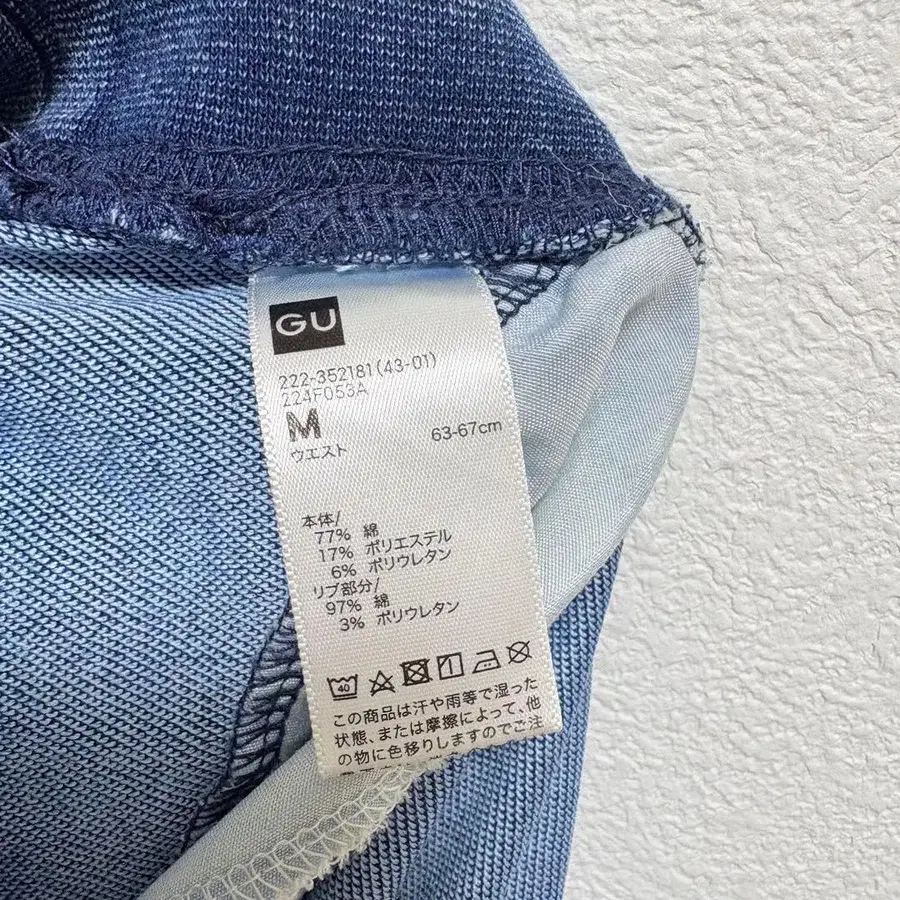 GU
222-352181(43-01)
224F053A
M
ウエスト 63-67cm
本体/
77% 綿
17% ポリエステル
6% ポリウレタン
リブ部分/
97% 綿
3% ポリウレタン
40
この商品は汗や雨等で湿った
状態、または摩擦によって、他
の物に色移りしますのでご注